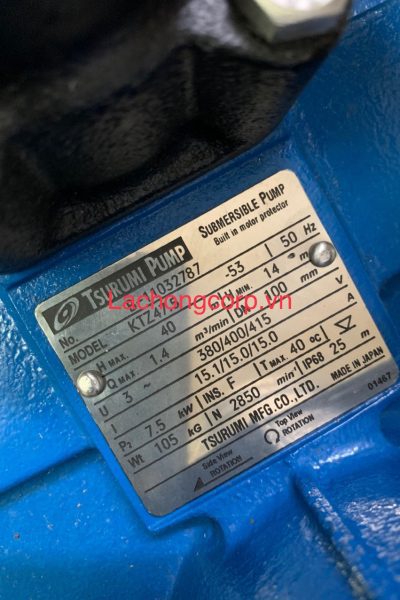 TSURUMI PUMP SUBMERSIBLE PUMP
Built in motor protector
No. 1032787
MODEL KTZ47 -53 50 Hz
H MAX. 40 m H MIN. 14 m
Q MAX. 1.4 m³/min DN 100 mm
U 3 ~ 380/400/415 V
I 15.1/15.0/15.0 A
P₂ 7.5 kW INS. F T MAX. 40 oC
Wt 105 kG N 2850 min⁻¹ IP68 25 m
TSURUMI MFG.CO.,LTD. MADE IN JAPAN
Side View
ROTATION
Top View
ROTATION
01467
Lachongcorp.vn